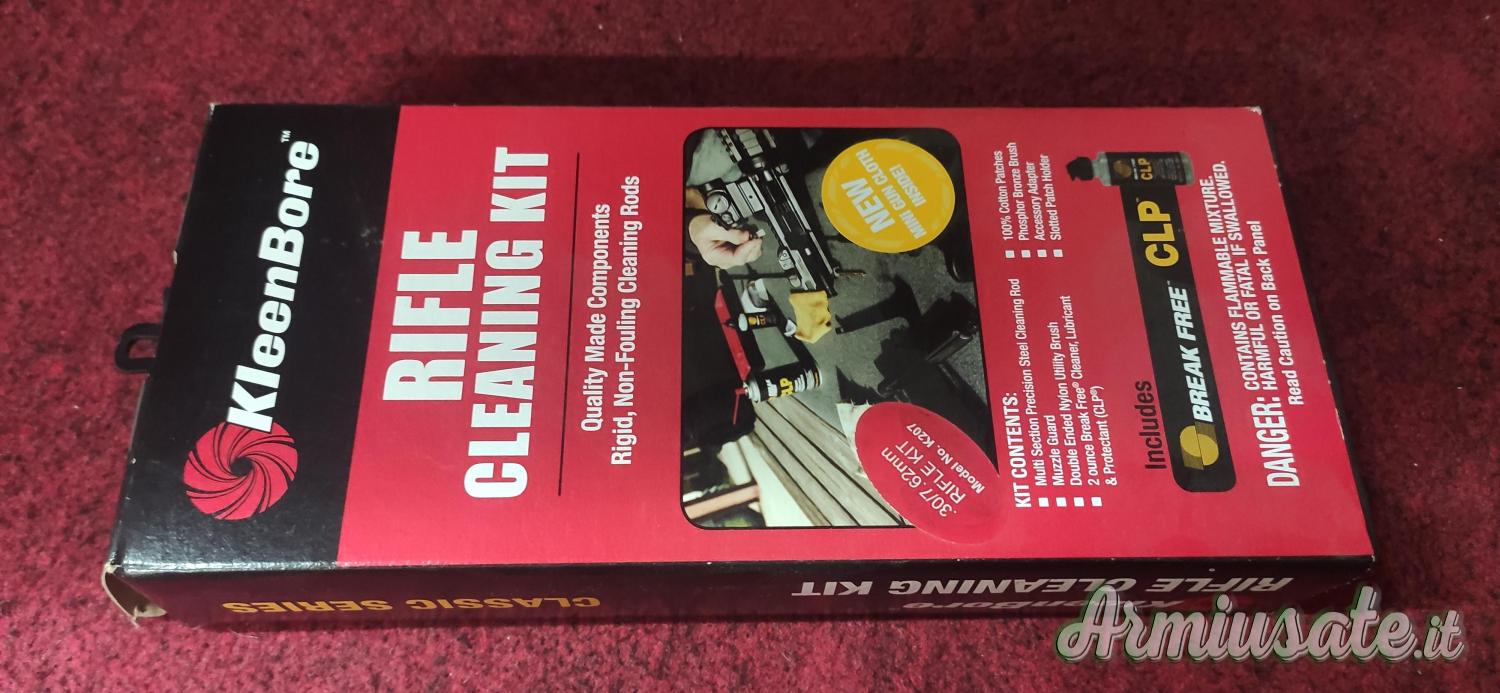 KleenBore™
RIFLE
CLEANING KIT
Quality Made Components
Rigid, Non-Fouling Cleaning Rods
NEW
MINI GUN CLOTH
INSIDE!
CLP
.30/7.62mm
RIFLE KIT
Model No. K207
KIT CONTENTS:
Multi Section Precision Steel Cleaning Rod
Muzzle Guard
Double Ended Nylon Utility Brush
2 ounce Break Free® Cleaner, Lubricant
& Protectant (CLP®)
100% Cotton Patches
Phosphor Bronze Brush
Accessory Adapter
Slotted Patch Holder
Includes
BREAK FREE™ CLP™
CLP
DANGER: CONTAINS FLAMMABLE MIXTURE.
HARMFUL OR FATAL IF SWALLOWED.
Read Caution on Back Panel
CLASSIC SERIES
KleenBore
RIFLE CLEANING KIT
Armiusate.it